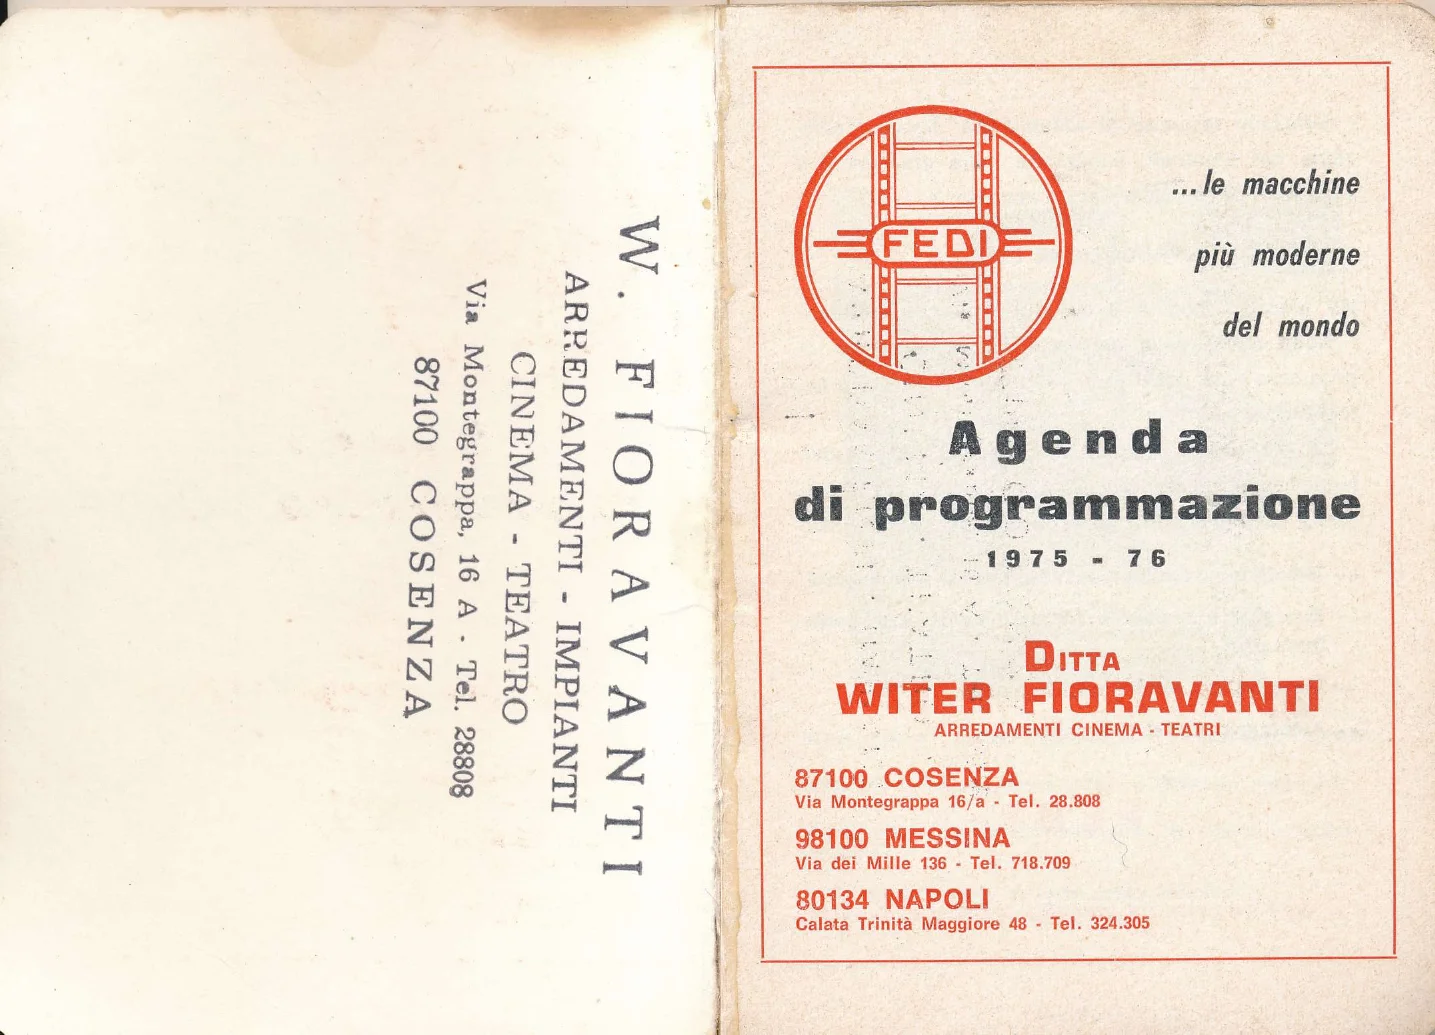 W. FIORAVANTI
ARREDAMENTI - IMPIANTI
CINEMA - TEATRO
Via Montegrappa, 16 A - Tel. 28808
87100 COSENZA
FEDI
...le macchine
più moderne
del mondo
Agenda
di programmazione
1975 - 76
DITTA
WITER FIORAVANTI
ARREDAMENTI CINEMA - TEATRI
87100 COSENZA
Via Montegrappa 16/a - Tel. 28.808
98100 MESSINA
Via dei Mille 136 - Tel. 718.709
80134 NAPOLI
Calata Trinità Maggiore 48 - Tel. 324.305